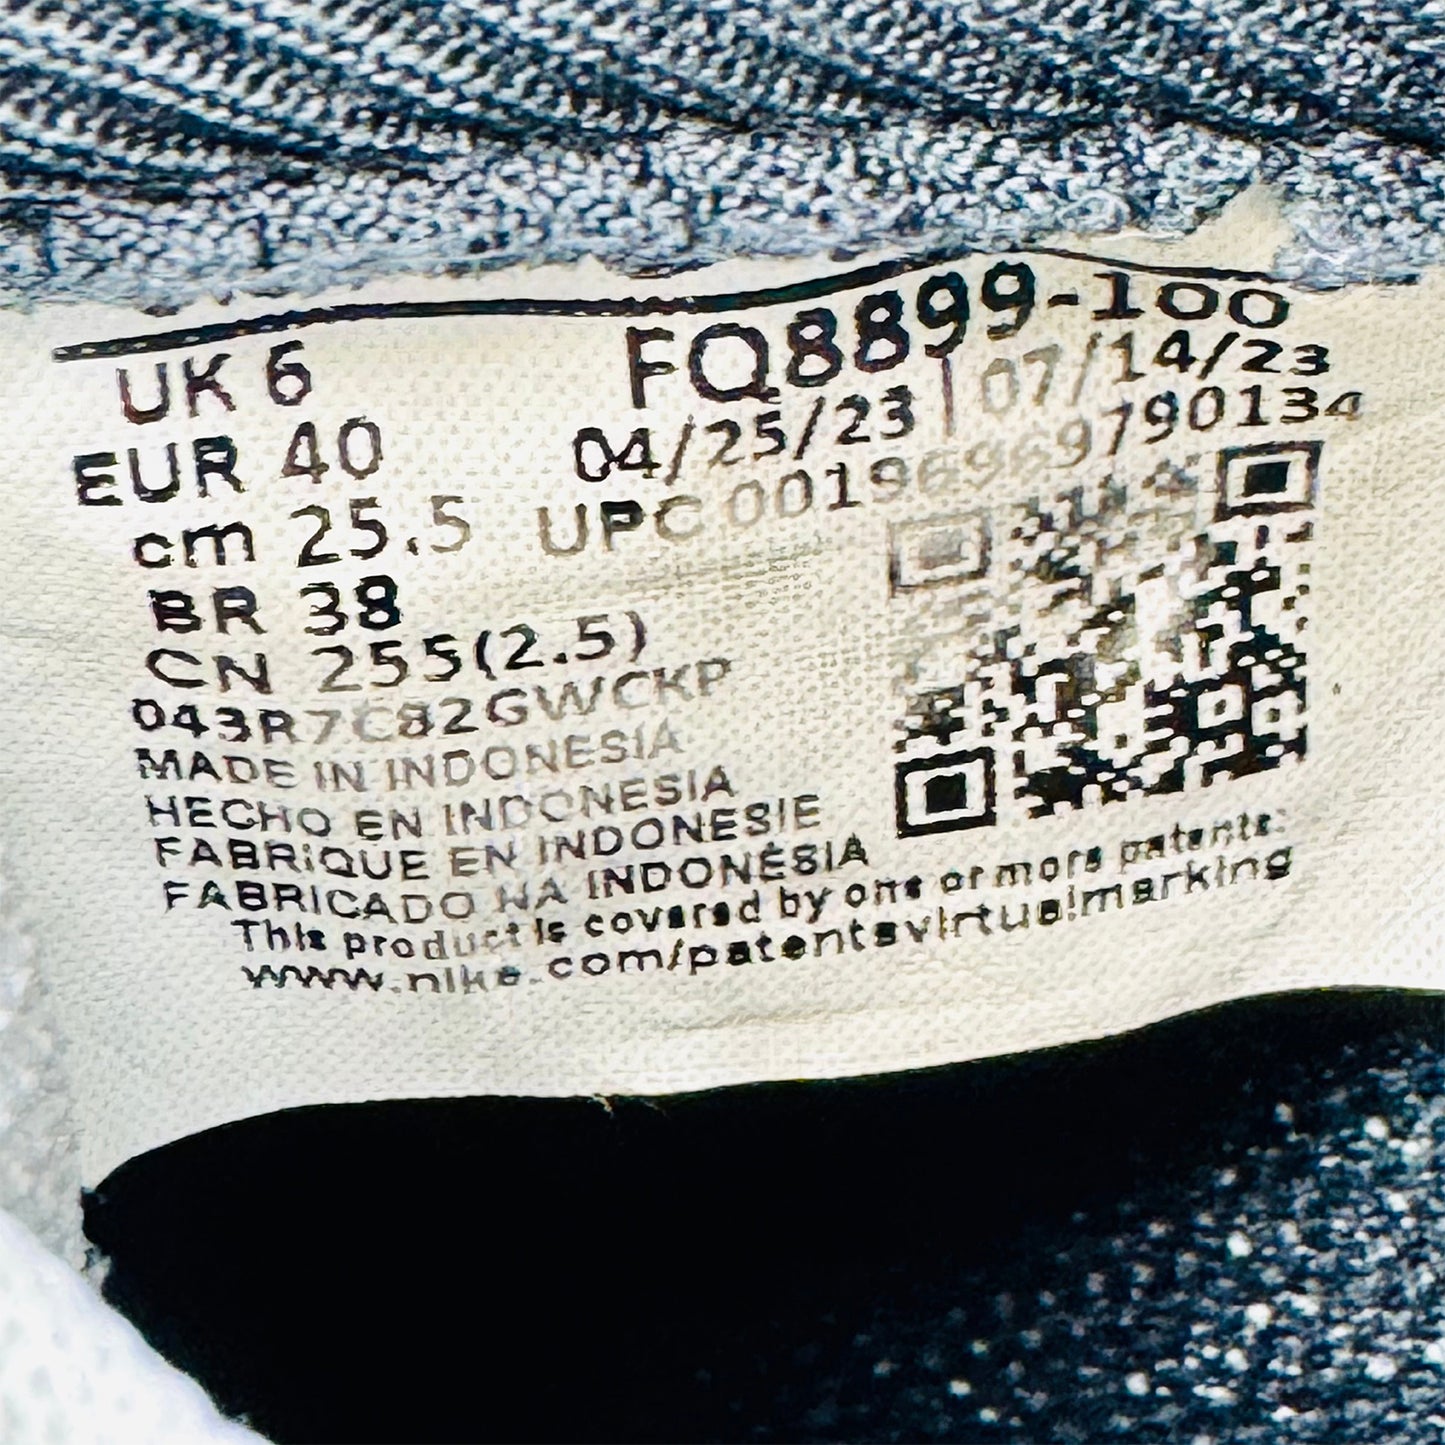 UK 6 FQ8899-100
EUR 40 04/25/23 | 07/14/23
cm 25.5 UPC 00196969790134
BR 38
CN 255(2.5)
043R7C82GWCKP
MADE IN INDONESIA
HECHO EN INDONESIA
FABRIQUE EN INDONESIE
FABRICADO NA INDONÉSIA
This product is covered by one or more patents:
www.nike.com/patentsvirtualmarking